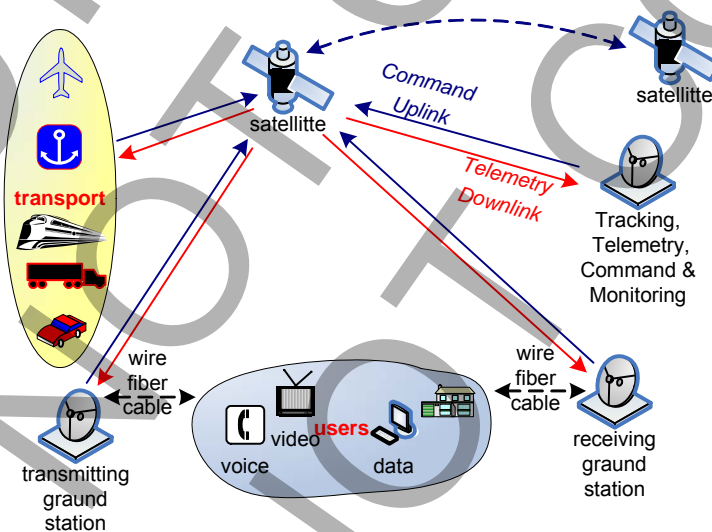 satellitte
satellitte
Command
Uplink
Telemetry
Downlink
transport
Tracking,
Telemetry,
Command &
Monitoring
wire
fiber
cable
wire
fiber
cable
video
users
voice
data
transmitting
graund
station
receiving
graund
station